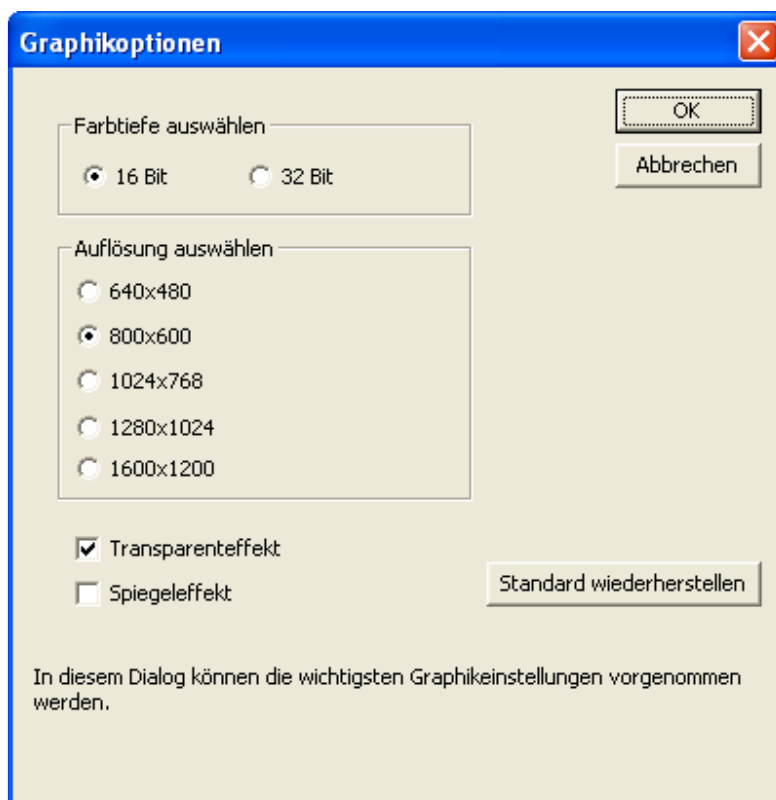 Graphikoptionen
OK
Farbtiefe auswählen
Abbrechen
16 Bit
32 Bit
Auflösung auswählen
640x480
800x600
1024x768
1280x1024
1600x1200
Transparenteffekt
Spiegeleffekt
Standard wiederherstellen
In diesem Dialog können die wichtigsten Graphikeinstellungen vorgenommen
werden.